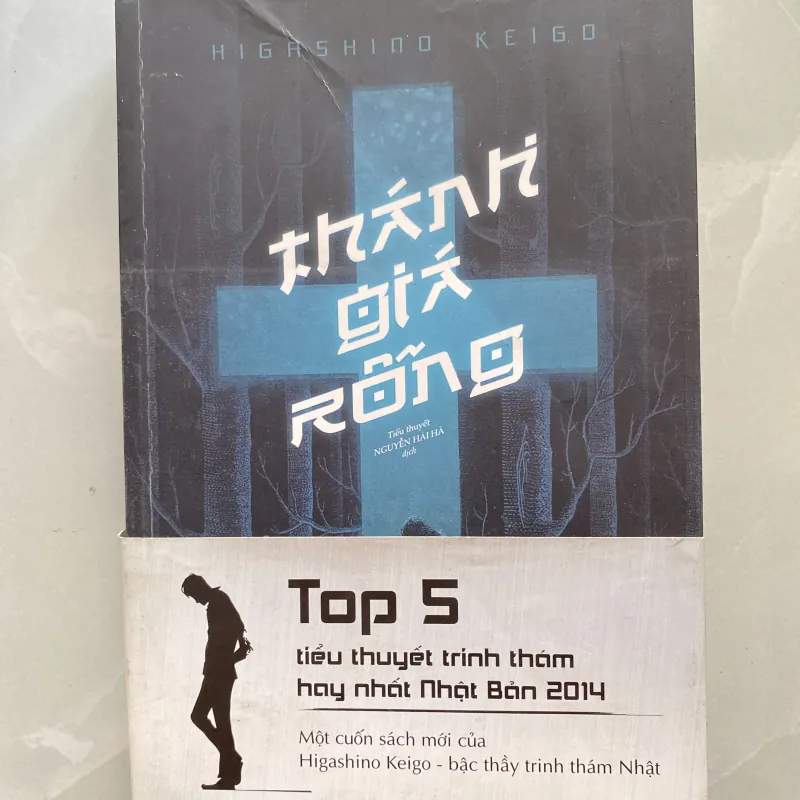 HIGASHINO KEIGO
thánh
giá
rỗng
Tiểu thuyết
NGUYỄN HẢI HÀ
dịch
Top 5
tiểu thuyết trinh thám
hay nhất Nhật Bản 2014
Một cuốn sách mới của
Higashino Keigo - bậc thầy trinh thám Nhật